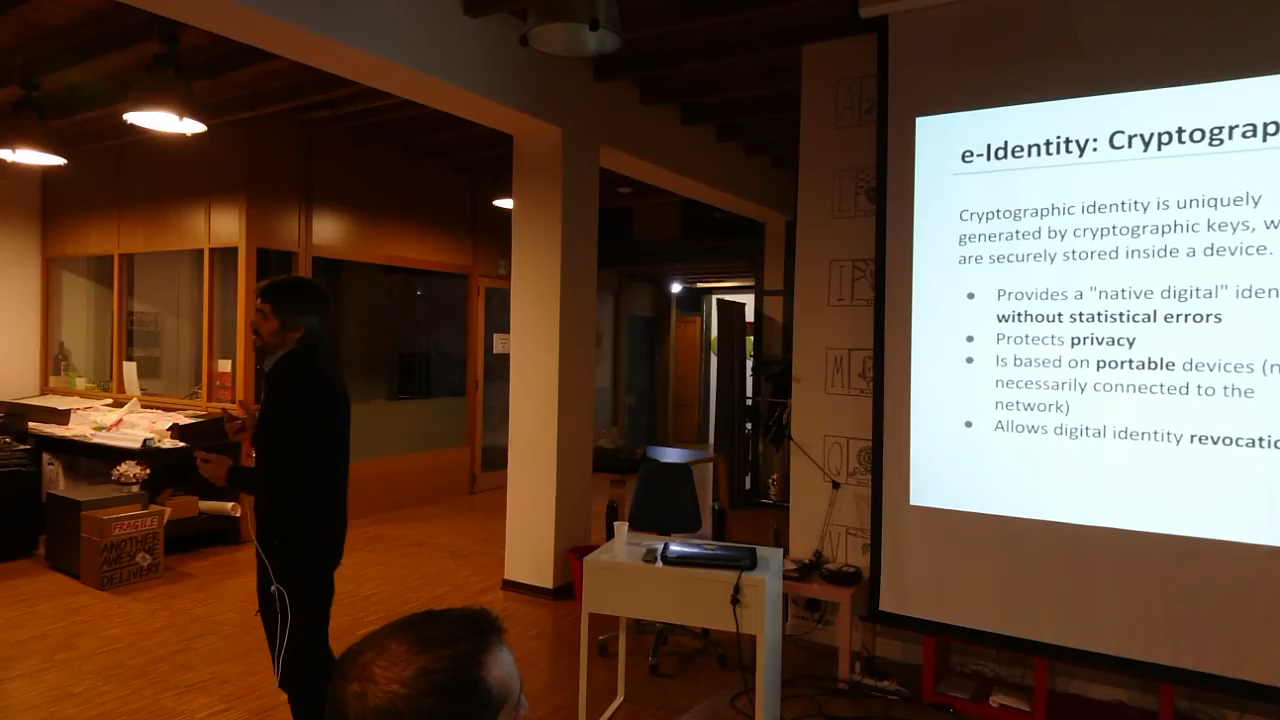 e-Identity: Cryptograp
Cryptographic identity is uniquely
generated by cryptographic keys, w
are securely stored inside a device.
● Provides a "native digital" iden
without statistical errors
● Protects privacy
● Is based on portable devices (n
necessarily connected to the
network)
● Allows digital identity revocatio
FRAGILE
ANOTHER
AWESOME
DELIVERY
A
E
I
M
Q
V